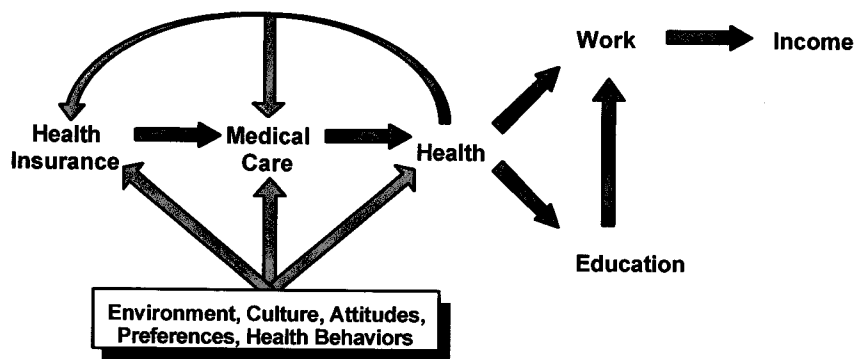 Work
Income
Health
Insurance
Medical
Care
Health
Education
Environment, Culture, Attitudes,
Preferences, Health Behaviors